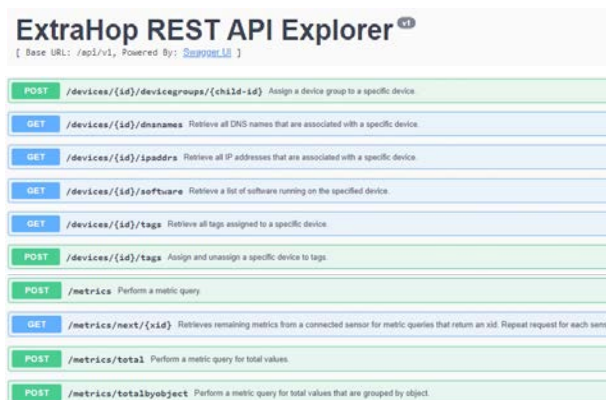 ExtraHop REST API Explorer v1
[ Base URL: /api/v1, Powered By: Swagger UI ]
POST /devices/{id}/devicegroups/{child-id} Assign a device group to a specific device.
GET /devices/{id}/dnsnames Retrieve all DNS names that are associated with a specific device.
GET /devices/{id}/ipaddrs Retrieve all IP addresses that are associated with a specific device.
GET /devices/{id}/software Retrieve a list of software running on the specified device.
GET /devices/{id}/tags Retrieve all tags assigned to a specific device
POST /devices/{id}/tags Assign and unassign a specific device to tags.
POST /metrics Perform a metric query.
GET /metrics/next/{xid} Retrieves remaining metrics from a connected sensor for metric queries that return an xid. Repeat request for each sens
POST /metrics/total Perform a metric query for total values.
POST /metrics/totalbyobject Perform a metric query for total values that are grouped by object.